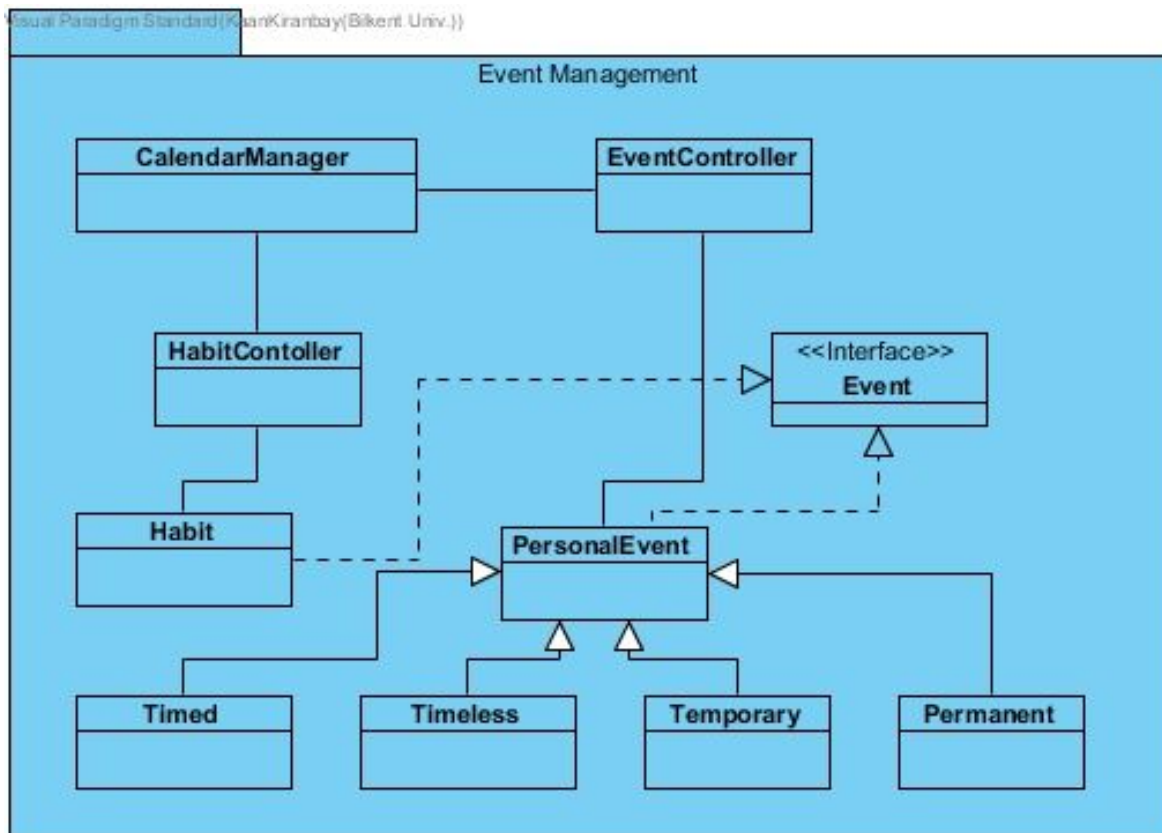 Visual Paradigm Standard(KaanKiranbay(Bilkent Univ.))
Event Management
CalendarManager
EventController
HabitContoller
<<Interface>>
Event
Habit
PersonalEvent
Timed
Timeless
Temporary
Permanent